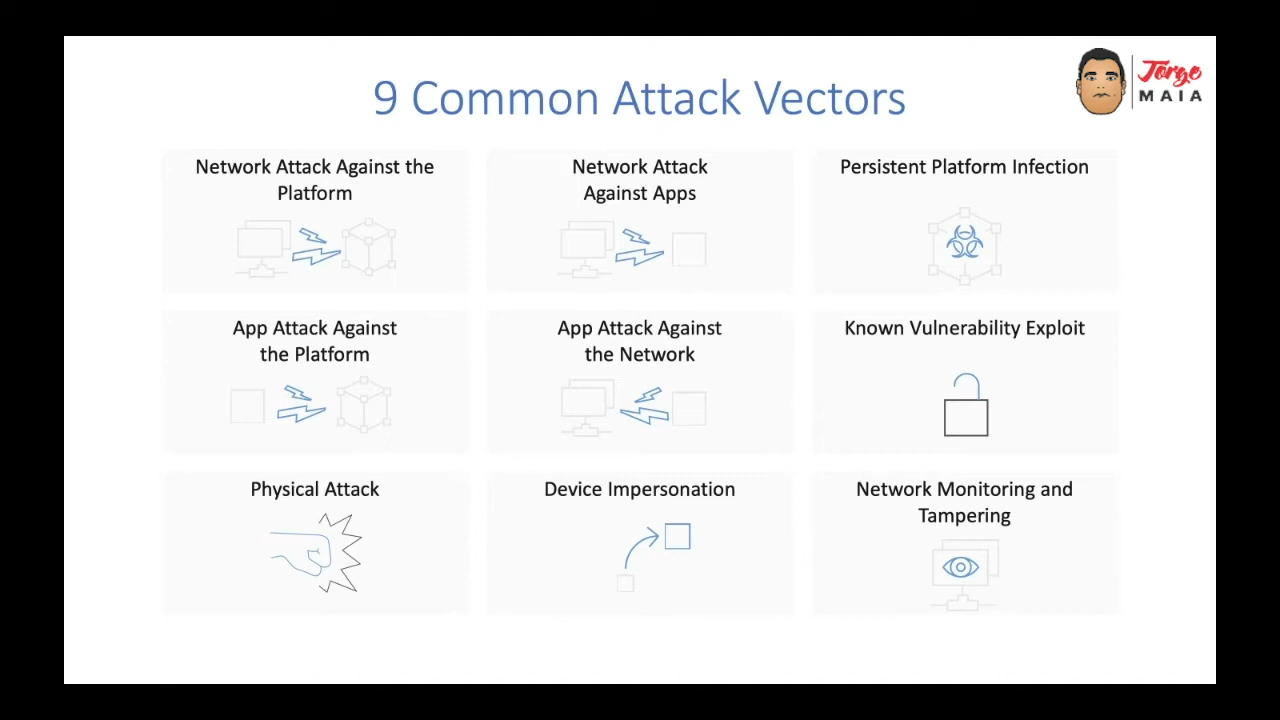 9 Common Attack Vectors
Jorge
MAIA
Network Attack Against the
Platform
Network Attack
Against Apps
Persistent Platform Infection
App Attack Against
the Platform
App Attack Against
the Network
Known Vulnerability Exploit
Physical Attack
Device Impersonation
Network Monitoring and
Tampering